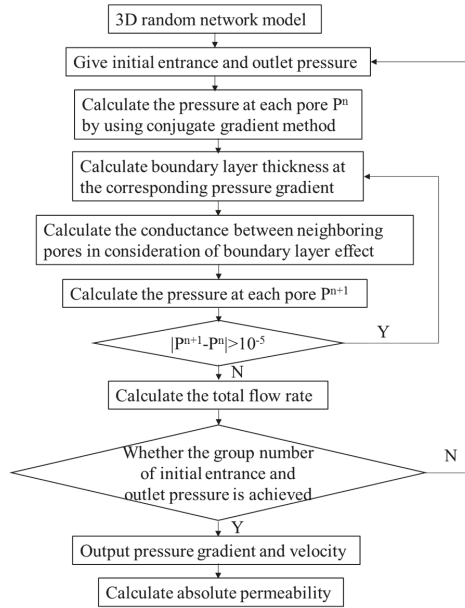 3D random network model
Give initial entrance and outlet pressure
Calculate the pressure at each pore Pⁿ
by using conjugate gradient method
Calculate boundary layer thickness at
the corresponding pressure gradient
Calculate the conductance between neighboring
pores in consideration of boundary layer effect
Calculate the pressure at each pore Pⁿ⁺¹
|Pⁿ⁺¹-Pⁿ|>10⁻⁵
Y
N
Calculate the total flow rate
Whether the group number
of initial entrance and
outlet pressure is achieved
N
Y
Output pressure gradient and velocity
Calculate absolute permeability